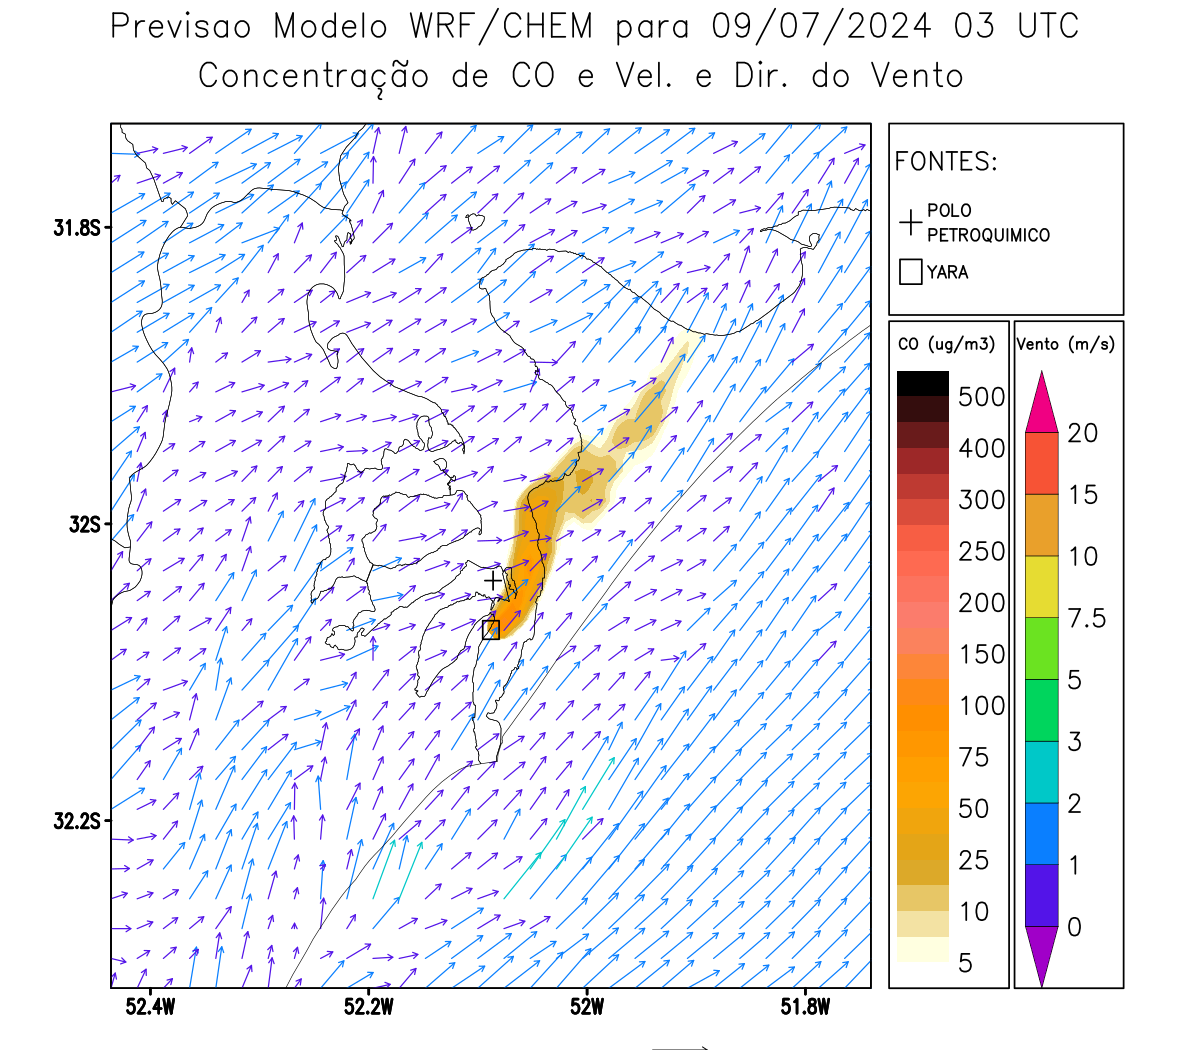 Previsao Modelo WRF/CHEM para 09/07/2024 03 UTC
Concentração de CO e Vel. e Dir. do Vento
FONTES:
POLO
PETROQUIMICO
YARA
CO (ug/m3)
500
400
300
250
200
150
100
75
50
25
10
5
Vento (m/s)
20
15
10
7.5
5
3
2
1
0
31.8S
32S
32.2S
52.4W
52.2W
52W
51.8W